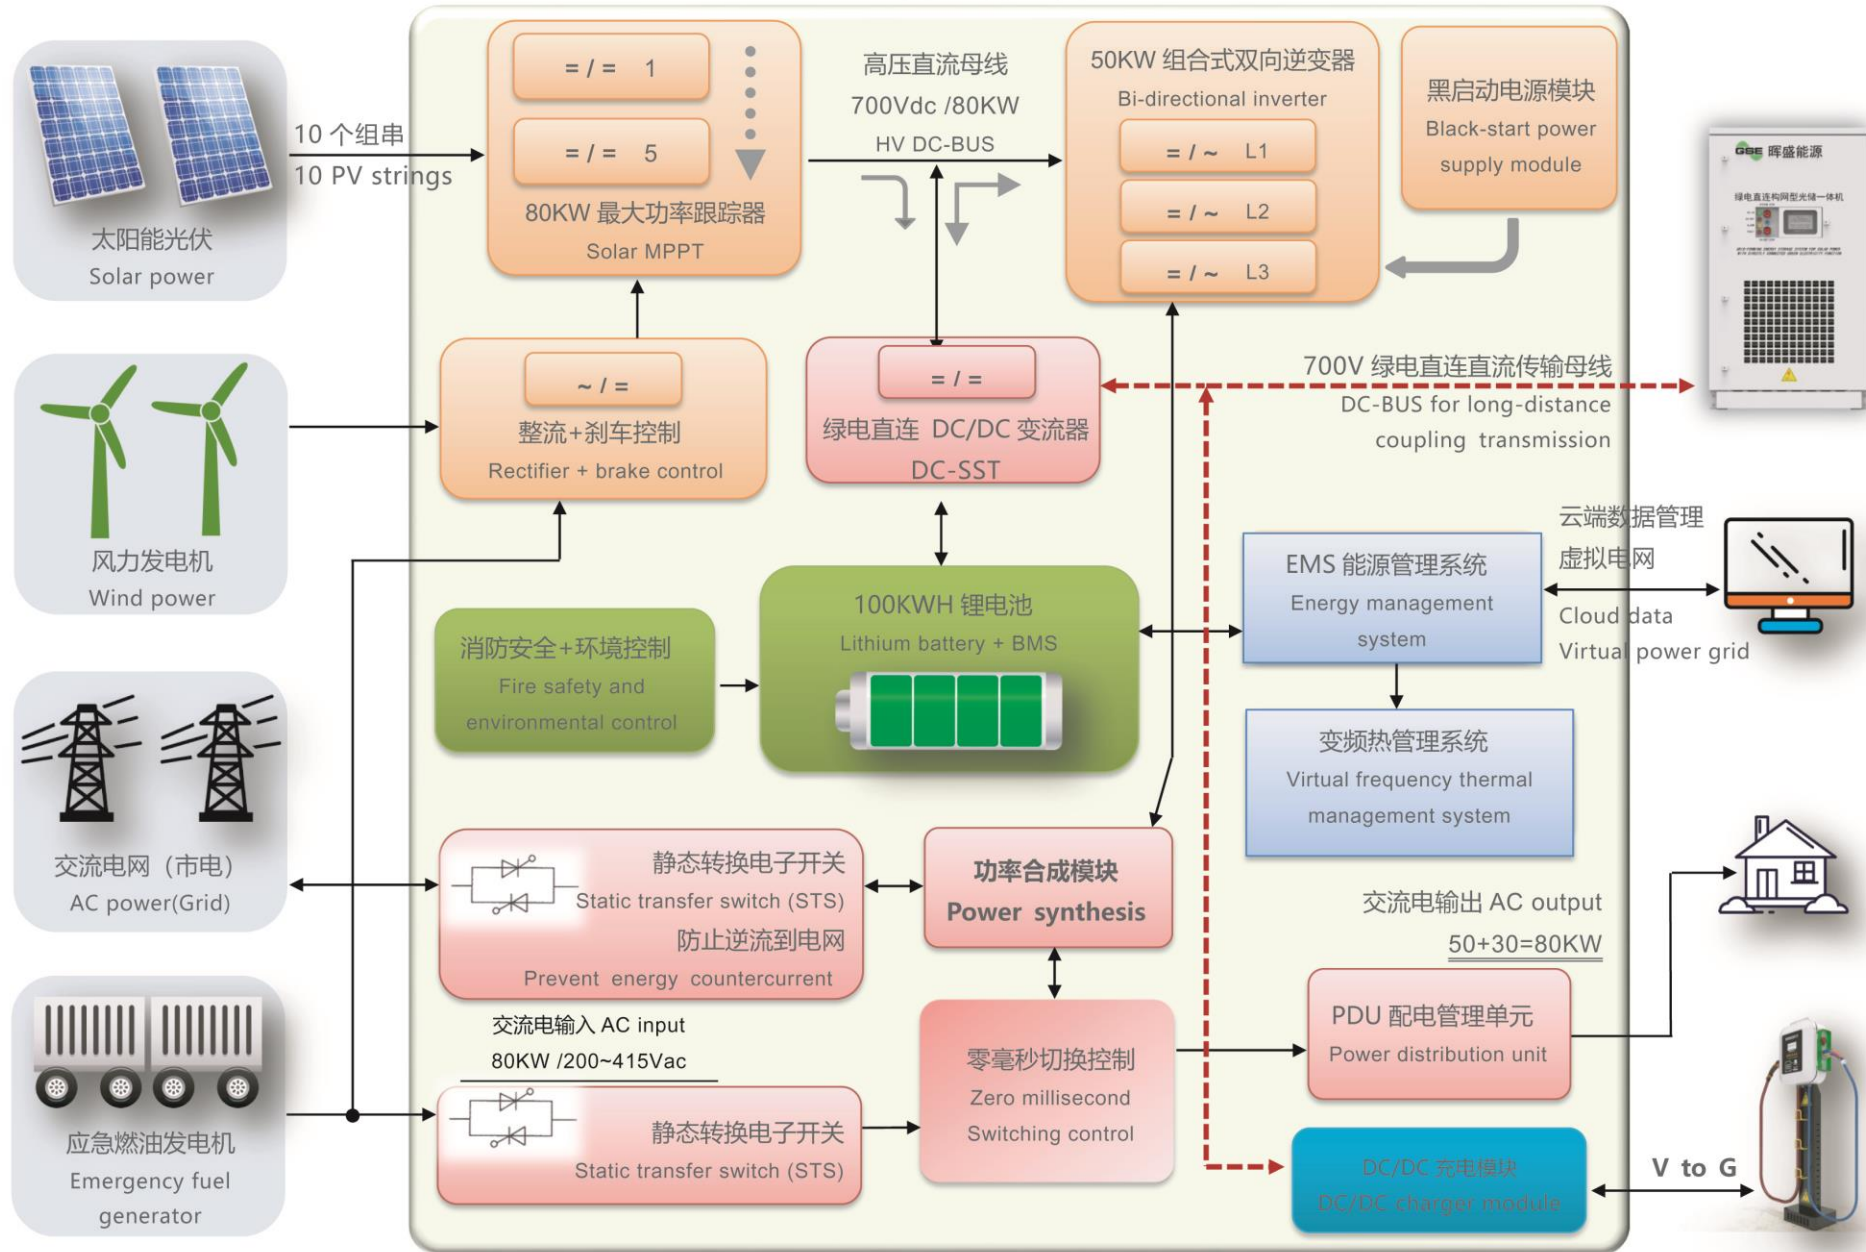 太阳能光伏
Solar power
10 个组串
10 PV strings
= / = 1
= / = 5
80KW 最大功率跟踪器
Solar MPPT
高压直流母线
700Vdc /80KW
HV DC-BUS
50KW 组合式双向逆变器
Bi-directional inverter
= / ~ L1
= / ~ L2
= / ~ L3
黑启动电源模块
Black-start power
supply module
GSE 晖盛能源
绿电直连构网型光储一体机
风力发电机
Wind power
~ / =
整流+刹车控制
Rectifier + brake control
= / =
绿电直连 DC/DC 变流器
DC-SST
700V 绿电直连直流传输母线
DC-BUS for long-distance
coupling transmission
消防安全+环境控制
Fire safety and
environmental control
100KWH 锂电池
Lithium battery + BMS
EMS 能源管理系统
Energy management
system
云端数据管理
虚拟电网
Cloud data
Virtual power grid
变频热管理系统
Virtual frequency thermal
management system
交流电网（市电）
AC power(Grid)
静态转换电子开关
Static transfer switch (STS)
防止逆流到电网
Prevent energy countercurrent
功率合成模块
Power synthesis
交流电输出 AC output
50+30=80KW
应急燃油发电机
Emergency fuel
generator
交流电输入 AC input
80KW /200~415Vac
静态转换电子开关
Static transfer switch (STS)
零毫秒切换控制
Zero millisecond
Switching control
PDU 配电管理单元
Power distribution unit
DC/DC 充电模块
DC/DC charger module
V to G